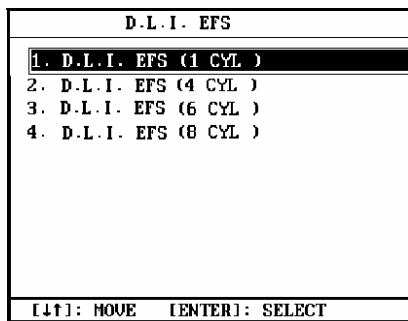 D.L.I. EFS
1. D.L.I. EFS (1 CYL )
2. D.L.I. EFS (4 CYL )
3. D.L.I. EFS (6 CYL )
4. D.L.I. EFS (8 CYL )
[↓↑]: MOVE [ENTER]: SELECT